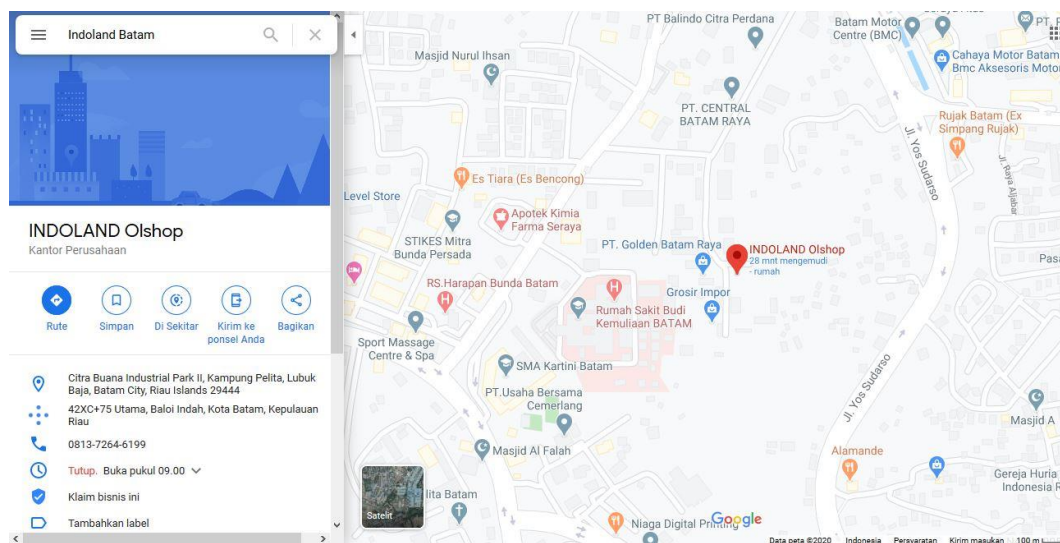 Indoland Batam
INDOLAND Olshop
Kantor Perusahaan
Rute
Simpan
Di Sekitar
Kirim ke
ponsel Anda
Bagikan
Citra Buana Industrial Park II, Kampung Pelita, Lubuk
Baja, Batam City, Riau Islands 29444
42XC+75 Utama, Baloi Indah, Kota Batam, Kepulauan
Riau
0813-7264-6199
Tutup. Buka pukul 09.00
Klaim bisnis ini
Tambahkan label
PT Balindo Citra Perdana
Batam Motor
Centre (BMC)
PT.
Masjid Nurul Ihsan
Cahaya Motor Batam
Bmc Aksesoris Motor
PT. CENTRAL
BATAM RAYA
Rujak Batam (Ex
Simpang Rujak)
Jl. Yos Sudarso
Jl. Raya Aljabar
Es Tiara (Es Bencong)
Level Store
Apotek Kimia
Farma Seraya
STIKES Mitra
Bunda Persada
PT. Golden Batam Raya
INDOLAND Olshop
28 mnt mengemudi
- rumah
Pas
RS.Harapan Bunda Batam
Grosir Impor
Rumah Sakit Budi
Kemuliaan BATAM
Sport Massage
Centre & Spa
SMA Kartini Batam
PT.Usaha Bersama
Cemerlang
Jl. Yos Sudarso
Masjid A
Masjid Al Falah
Alamande
Gereja Huria
Indonesia
lita Batam
Satelit
Niaga Digital Printing
Google
Data peta ©2020
Indonesia
Persyaratan
Kirim masukan
100 m